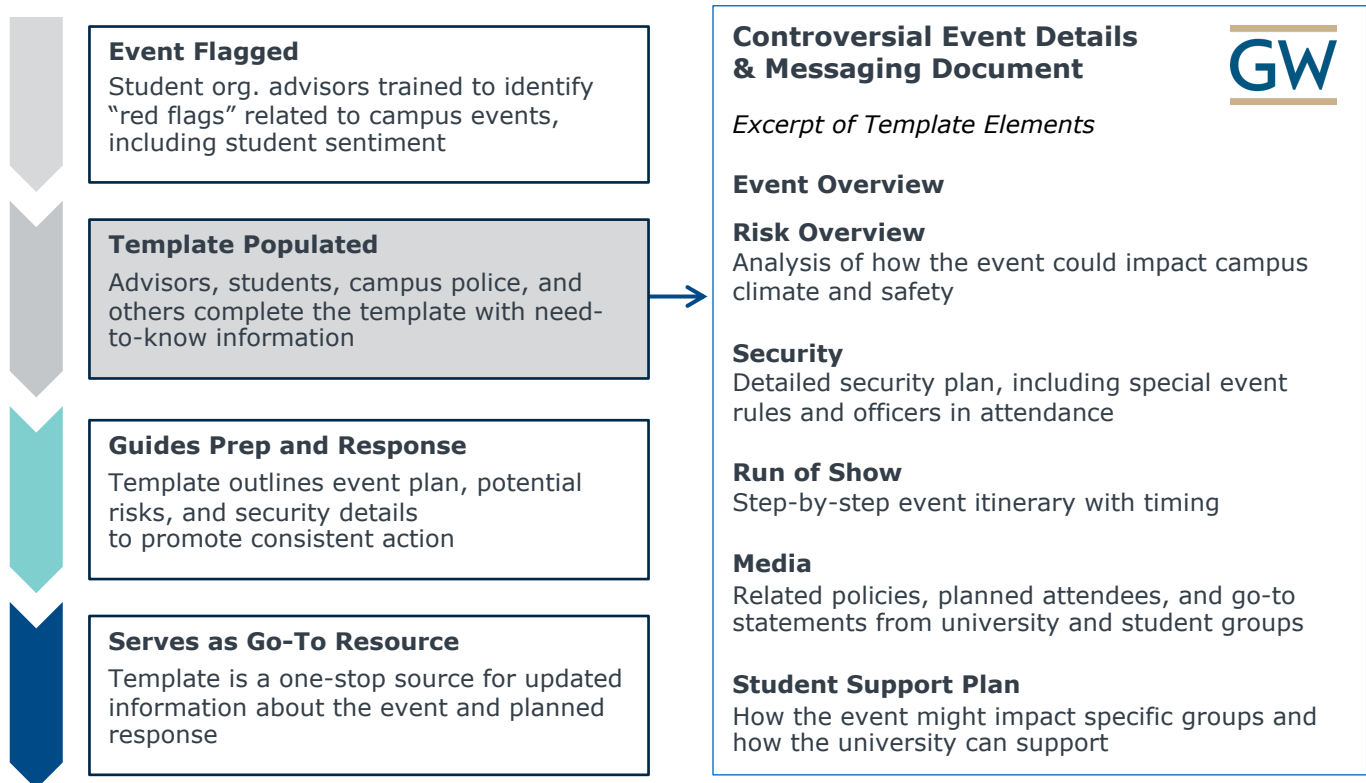 Event Flagged
Student org. advisors trained to identify
“red flags” related to campus events,
including student sentiment
Template Populated
Advisors, students, campus police, and
others complete the template with need-
to-know information
Guides Prep and Response
Template outlines event plan, potential
risks, and security details
to promote consistent action
Serves as Go-To Resource
Template is a one-stop source for updated
information about the event and planned
response
Controversial Event Details
& Messaging Document
GW
Excerpt of Template Elements
Event Overview
Risk Overview
Analysis of how the event could impact campus
climate and safety
Security
Detailed security plan, including special event
rules and officers in attendance
Run of Show
Step-by-step event itinerary with timing
Media
Related policies, planned attendees, and go-to
statements from university and student groups
Student Support Plan
How the event might impact specific groups and
how the university can support